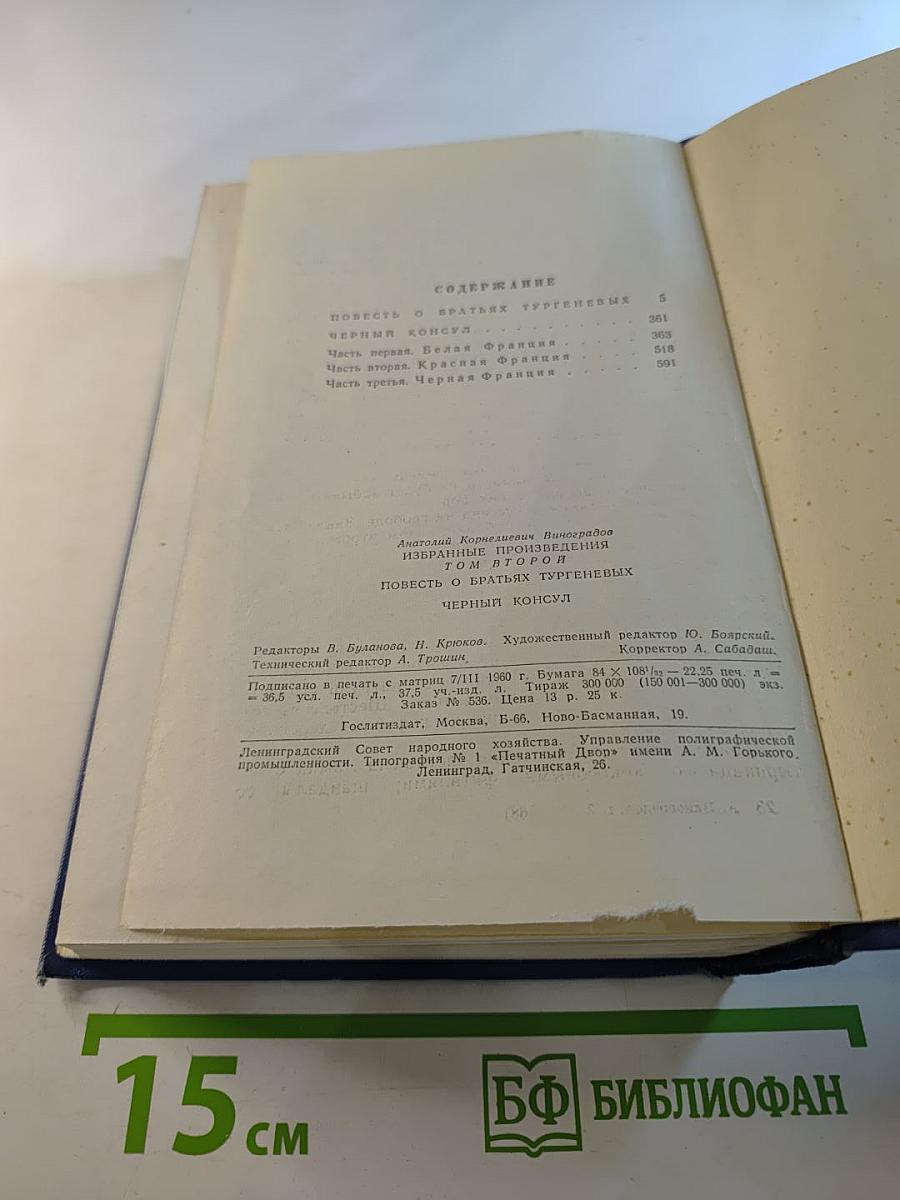 СОДЕРЖАНИЕ
ПОВЕСТЬ О БРАТЬЯХ ТУРГЕНЕВЫХ 5
ЧЕРНЫЙ КОНСУЛ . . . . . . . . . . 361
Часть первая. Белая Франция . . . . . 363
Часть вторая. Красная Франция . . . . 518
Часть третья. Черная Франция . . . . . 591
Анатолий Корнелиевич Виноградов
ИЗБРАННЫЕ ПРОИЗВЕДЕНИЯ
ТОМ ВТОРОЙ
ПОВЕСТЬ О БРАТЬЯХ ТУРГЕНЕВЫХ
ЧЕРНЫЙ КОНСУЛ
Редакторы В. Буланова, Н. Крюков. Художественный редактор Ю. Боярский.
Технический редактор А. Трошин. Корректор А. Сабадаш.
Подписано в печать с матриц 7/III 1960 г. Бумага 84 × 108¹/₃₂ — 22,25 печ. л =
= 36,5 усл. печ. л., 37,5 уч.-изд. л. Тираж 300 000 (150 001—300 000) экз.
Заказ № 536. Цена 13 р. 25 к.
Гослитиздат, Москва, Б-66, Ново-Басманная, 19.
Ленинградский Совет народного хозяйства. Управление полиграфической
промышленности. Типография № 1 «Печатный Двор» имени А. М. Горького.
Ленинград, Гатчинская, 26.
15 см
БФ БИБЛИОФАН